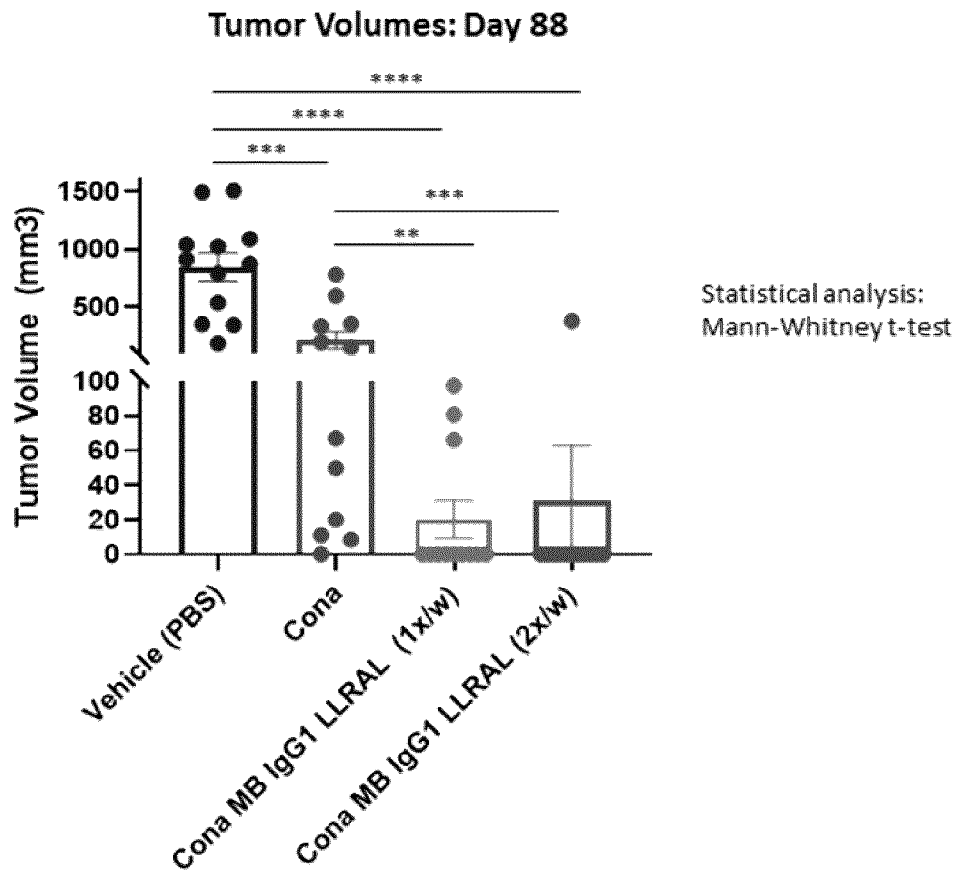 Tumor Volumes: Day 88
****
****
***
***
**
Tumor Volume (mm3)
1500
1000
500
100
80
60
40
20
0
Statistical analysis:
Mann-Whitney t-test
Vehicle (PBS)
Cona
Cona MB IgG1 LLRAL (1x/w)
Cona MB IgG1 LLRAL (2x/w)